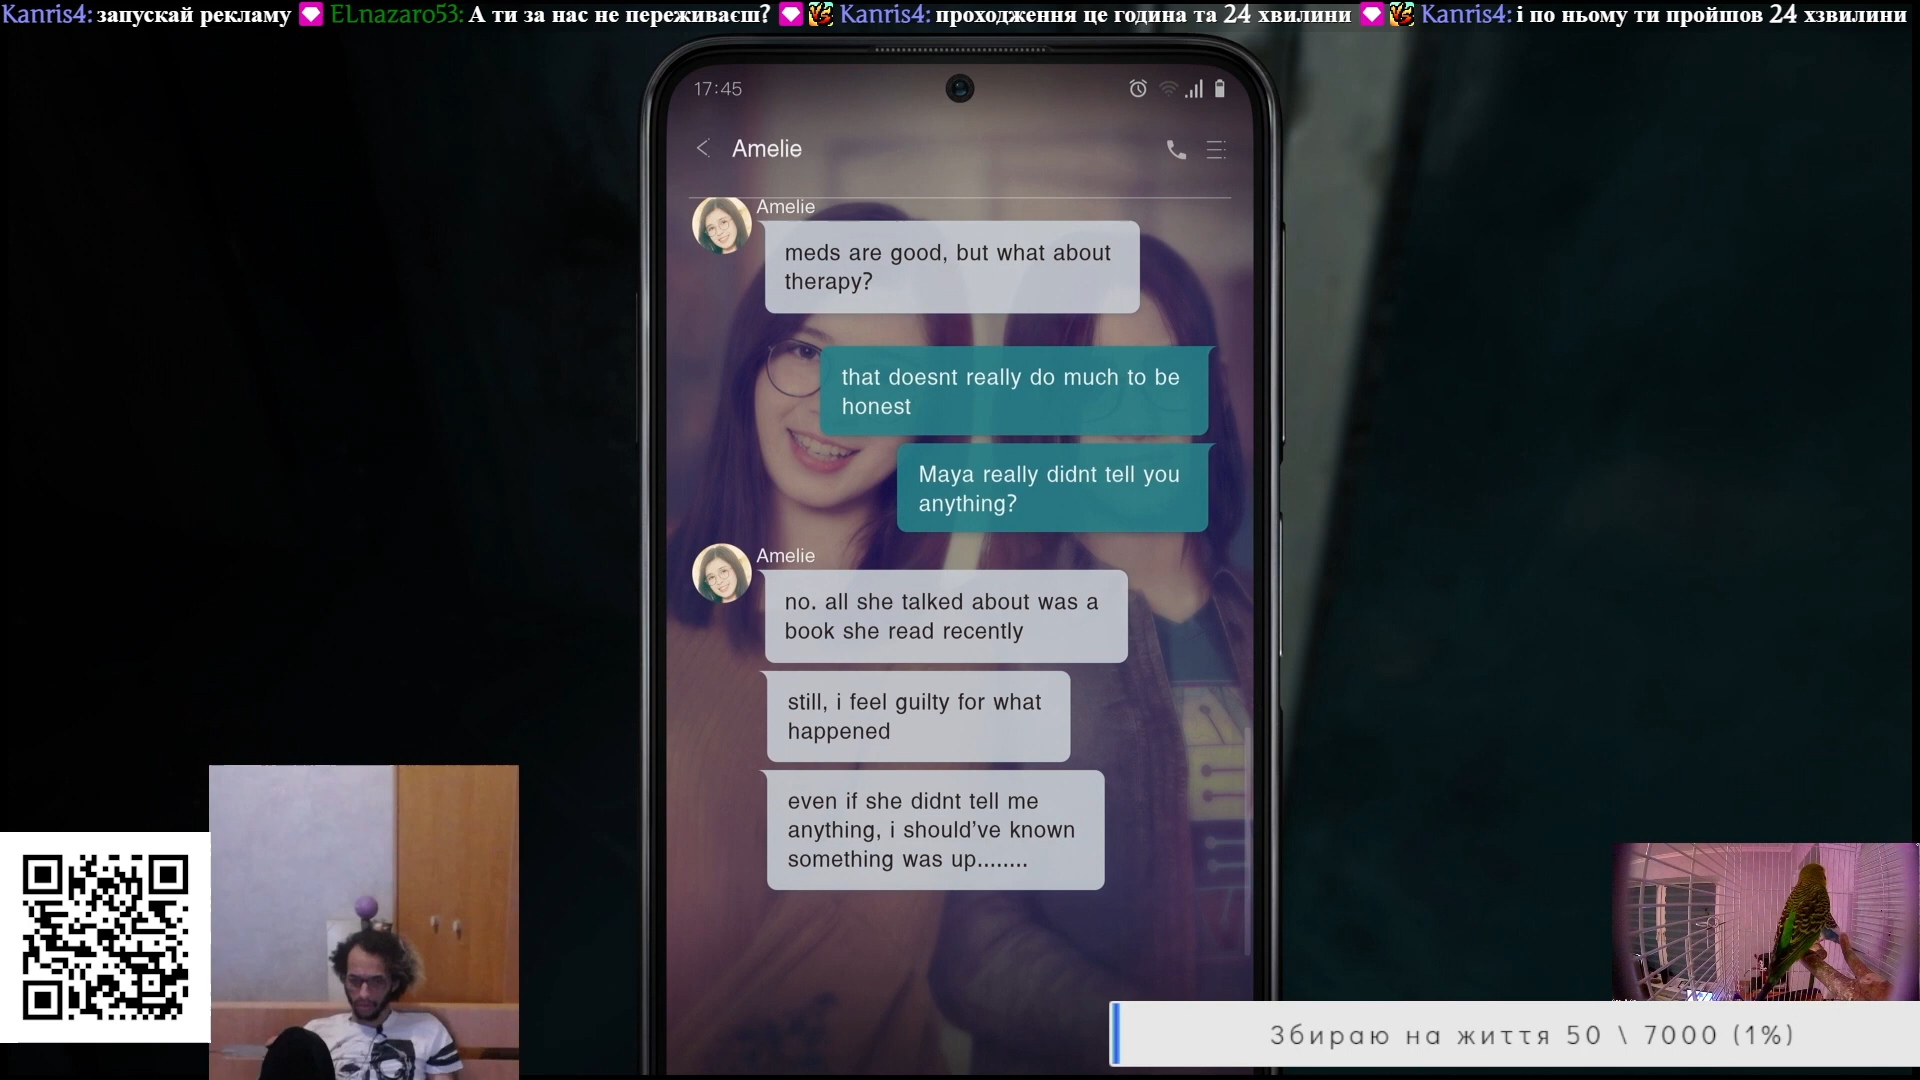 Kanris4: запускай рекламу ELnazaro53: А ти за нас не переживаєш? Kanris4: проходження це година та 24 хвилини Kanris4: і по ньому ти пройшов 24 хзвилини
17:45
Amelie
Amelie
meds are good, but what about
therapy?
that doesnt really do much to be
honest
Maya really didnt tell you
anything?
Amelie
no. all she talked about was a
book she read recently
still, i feel guilty for what
happened
even if she didnt tell me
anything, i should’ve known
something was up........
Збираю на життя 50 \ 7000 (1%)